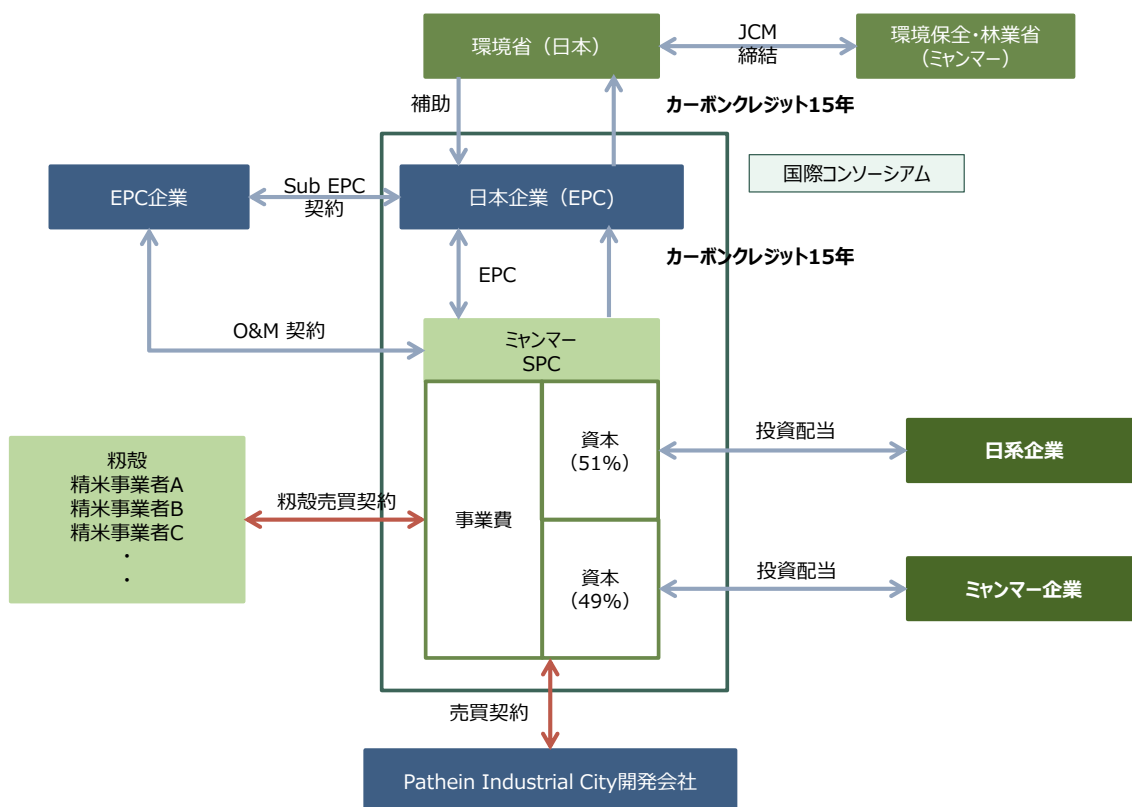 環境省（日本）
JCM
締結
環境保全・林業省
（ミャンマー）
補助
カーボンクレジット15年
国際コンソーシアム
EPC企業
Sub EPC
契約
日本企業（EPC)
カーボンクレジット15年
EPC
O&M 契約
ミャンマー
SPC
籾殻
精米事業者A
精米事業者B
精米事業者C
・
・
籾殻売買契約
事業費
資本
（51%）
投資配当
日系企業
資本
（49%）
投資配当
ミャンマー企業
売買契約
Pathein Industrial City開発会社